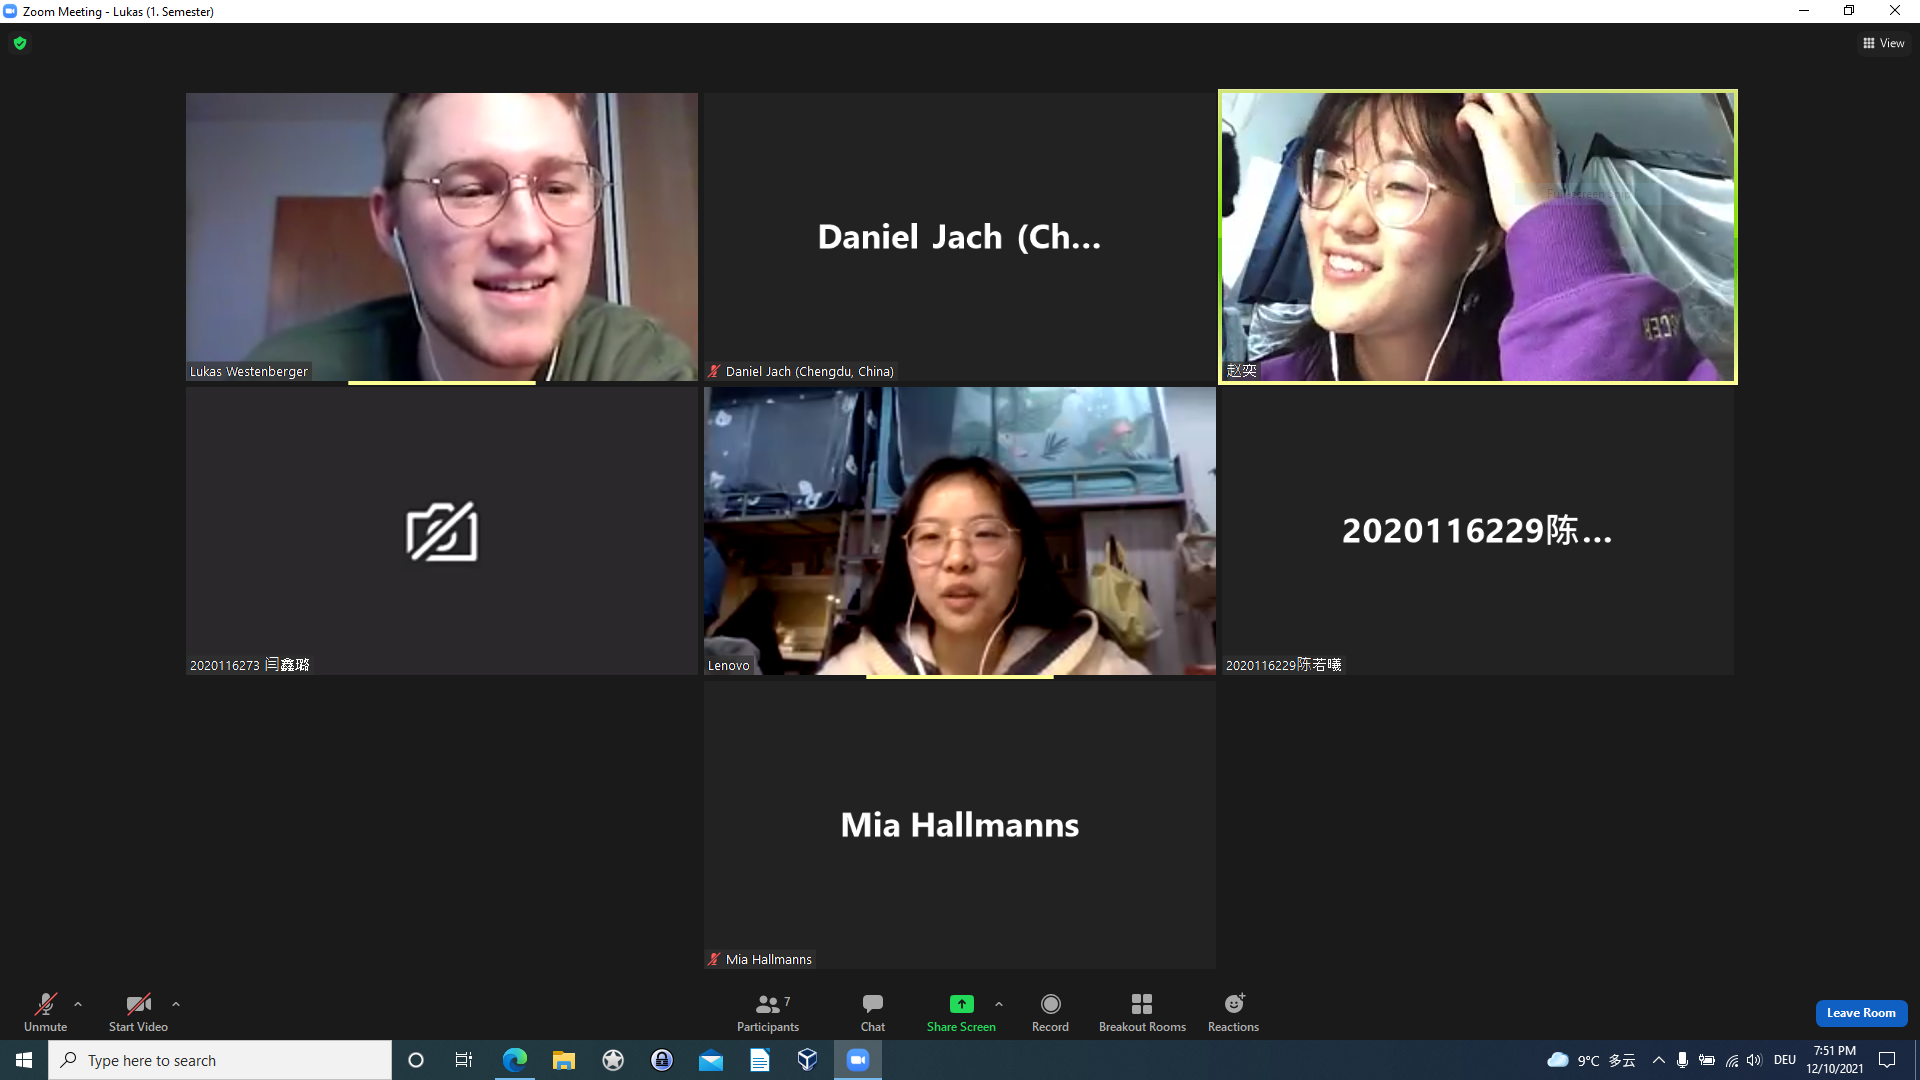 Zoom Meeting - Lukas (1. Semester)
View
Lukas Westenberger
Daniel Jach (Ch...
Daniel Jach (Chengdu, China)
赵奕
2020116273 闫鑫璐
Lenovo
2020116229陈...
2020116229陈若曦
Mia Hallmanns
Mia Hallmanns
Unmute
Start Video
7
Participants
Chat
Share Screen
Record
Breakout Rooms
Reactions
Leave Room
Type here to search
9°C 多云
DEU
7:51 PM
12/10/2021